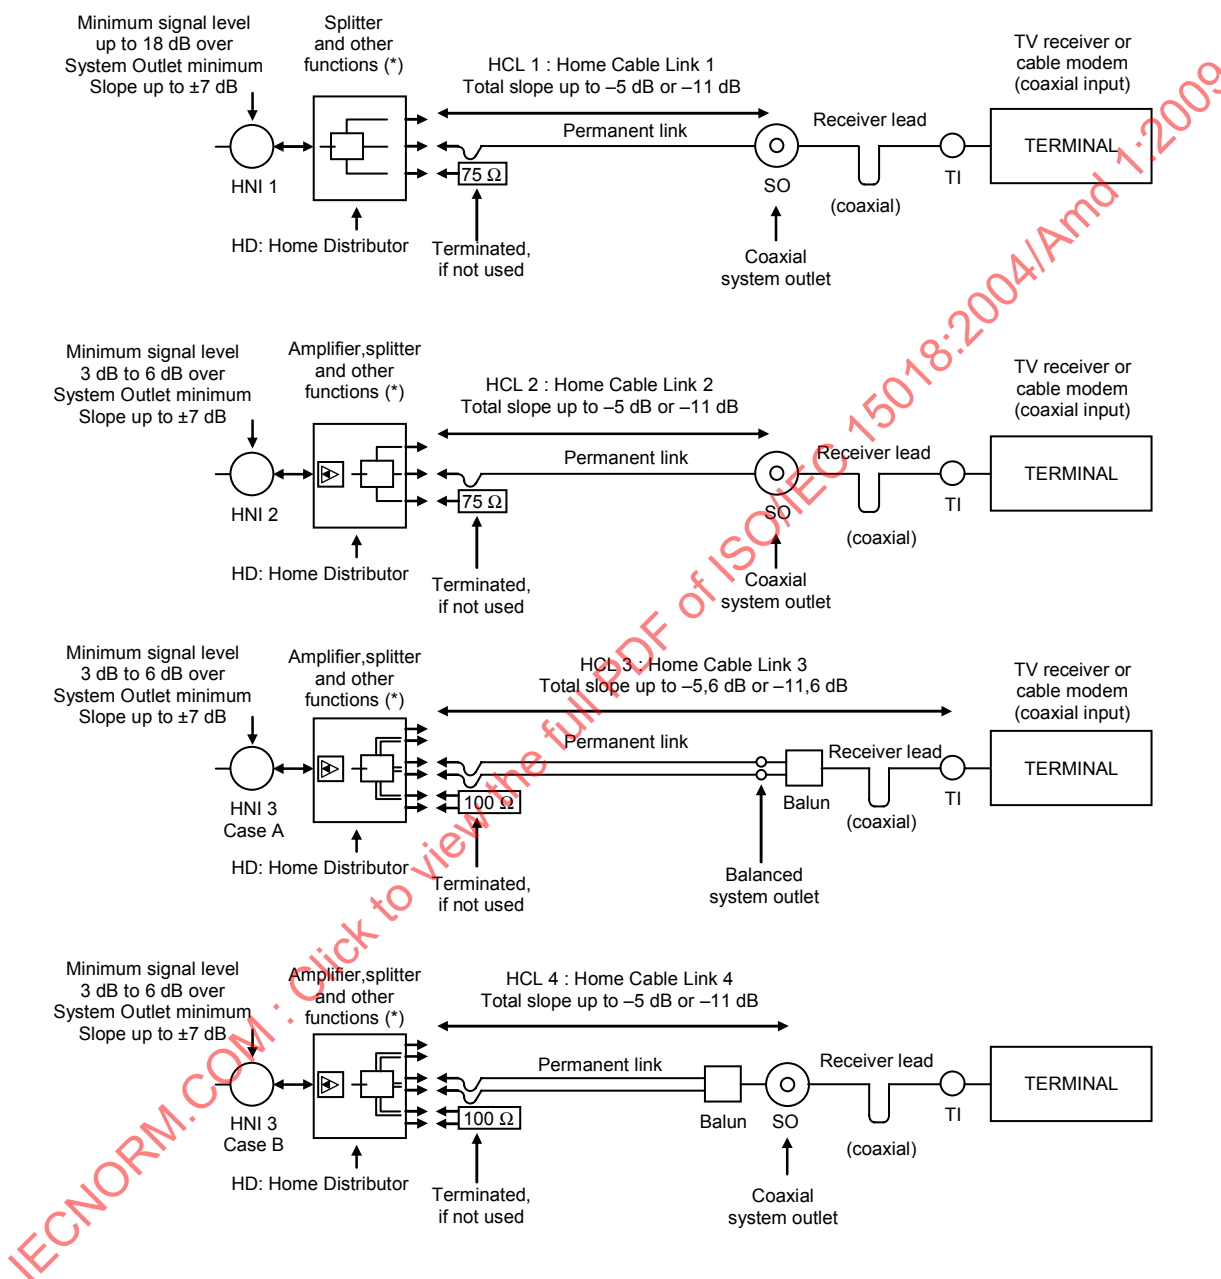 Minimum signal level
up to 18 dB over
System Outlet minimum
Slope up to ±7 dB
Splitter
and other
functions (*)
HCL 1 : Home Cable Link 1
Total slope up to –5 dB or –11 dB
TV receiver or
cable modem
(coaxial input)
Permanent link
Receiver lead
TERMINAL
HNI 1
75 Ω
SO
(coaxial)
TI
HD: Home Distributor
Terminated,
if not used
Coaxial
system outlet
Minimum signal level
3 dB to 6 dB over
System Outlet minimum
Slope up to ±7 dB
Amplifier,splitter
and other
functions (*)
HCL 2 : Home Cable Link 2
Total slope up to –5 dB or –11 dB
TV receiver or
cable modem
(coaxial input)
Permanent link
Receiver lead
TERMINAL
HNI 2
75 Ω
SO
(coaxial)
TI
HD: Home Distributor
Terminated,
if not used
Coaxial
system outlet
Minimum signal level
3 dB to 6 dB over
System Outlet minimum
Slope up to ±7 dB
Amplifier,splitter
and other
functions (*)
HCL 3 : Home Cable Link 3
Total slope up to –5,6 dB or –11,6 dB
TV receiver or
cable modem
(coaxial input)
Permanent link
Receiver lead
TERMINAL
HNI 3
Case A
100 Ω
Balun
(coaxial)
TI
HD: Home Distributor
Terminated,
if not used
Balanced
system outlet
Minimum signal level
3 dB to 6 dB over
System Outlet minimum
Slope up to ±7 dB
Amplifier,splitter
and other
functions (*)
HCL 4 : Home Cable Link 4
Total slope up to –5 dB or –11 dB
Permanent link
Receiver lead
TERMINAL
HNI 3
Case B
100 Ω
Balun
SO
(coaxial)
TI
HD: Home Distributor
Terminated,
if not used
Coaxial
system outlet
IECNORM.COM : Click to view the full PDF of ISO/IEC 15018:2004/Amd 1:2009